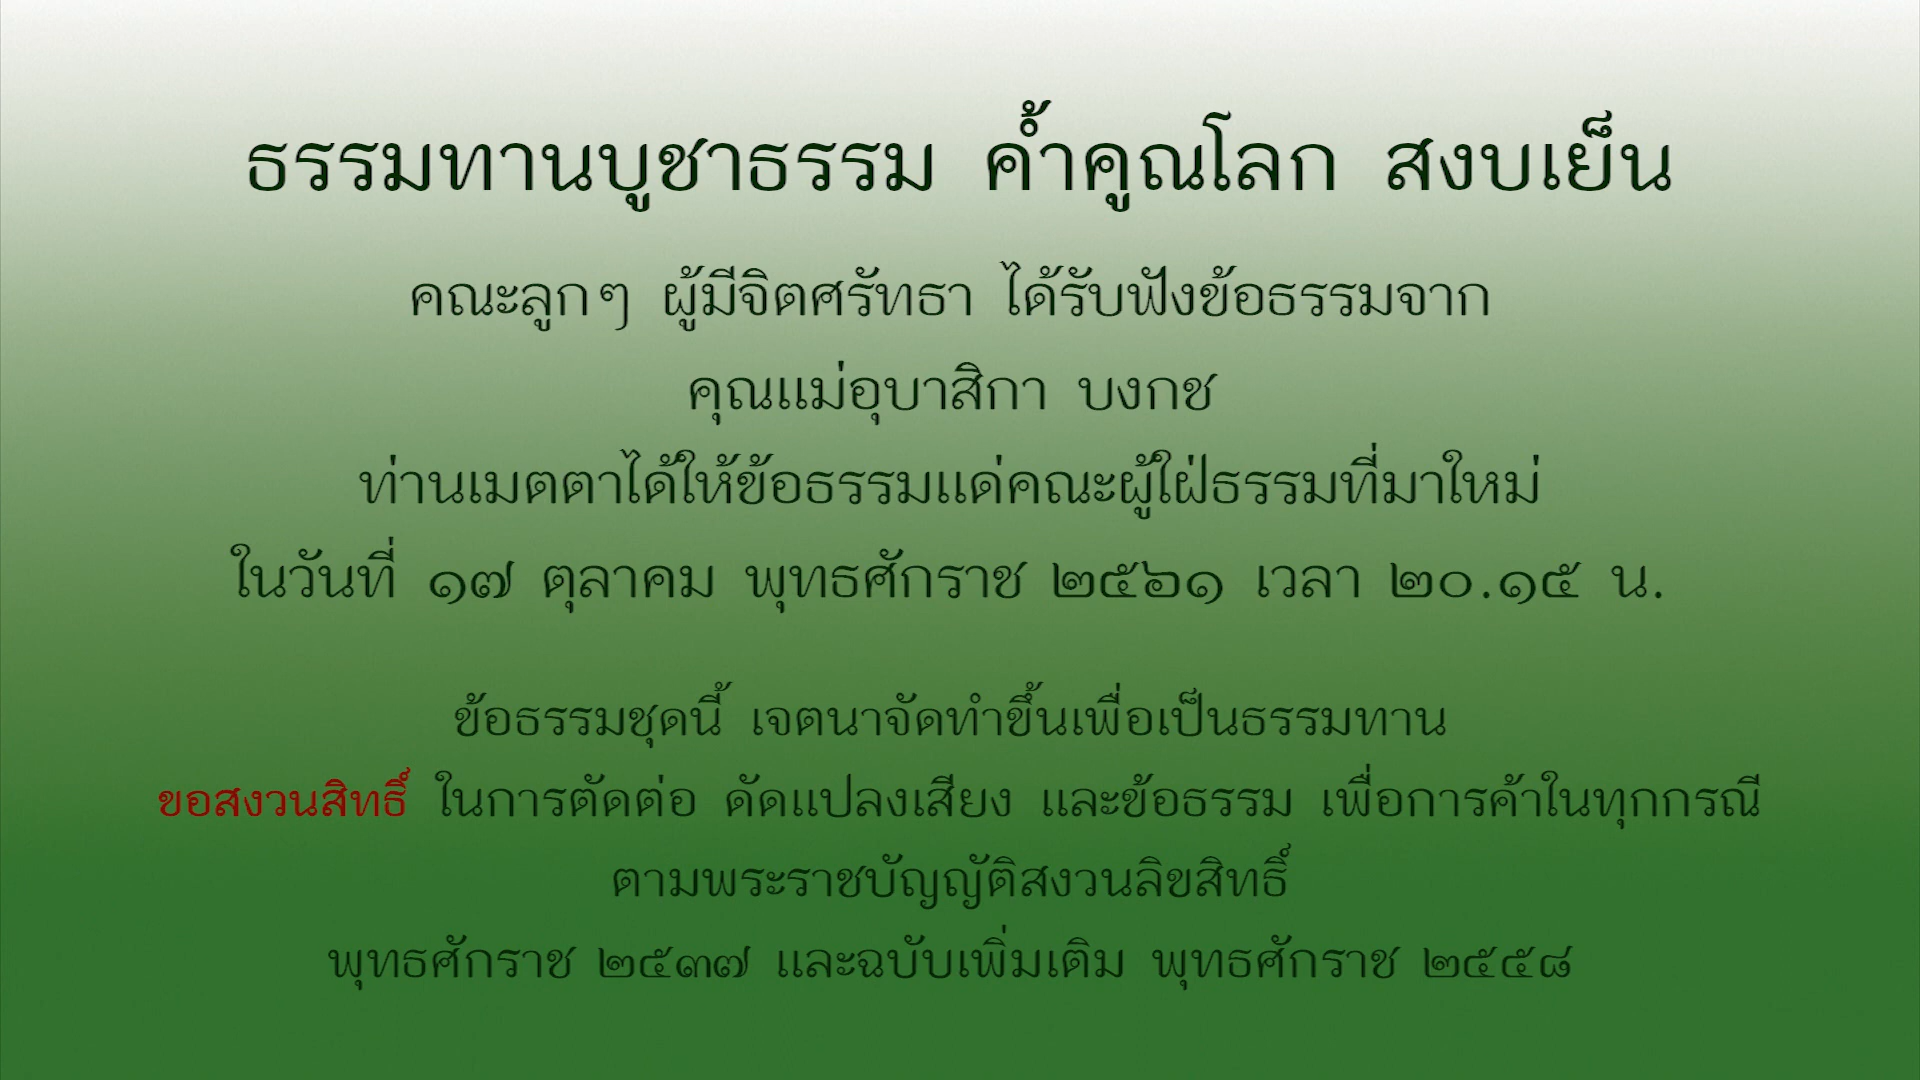 ธรรมทานบูชาธรรม ค้ำคูณโลก สงบเย็น
คณะลูกๆ ผู้มีจิตศรัทธา ได้รับฟังข้อธรรมจาก
คุณแม่อุบาสิกา บงกช
ท่านเมตตาได้ให้ข้อธรรมแด่คณะผู้ใฝ่ธรรมที่มาใหม่
ในวันที่ ๑๗ ตุลาคม พุทธศักราช ๒๕๖๑ เวลา ๒๐.๑๕ น.
ข้อธรรมชุดนี้ เจตนาจัดทำขึ้นเพื่อเป็นธรรมทาน
ขอสงวนสิทธิ์ ในการตัดต่อ ดัดแปลงเสียง และข้อธรรม เพื่อการค้าในทุกกรณี
ตามพระราชบัญญัติสงวนลิขสิทธิ์
พุทธศักราช ๒๕๓๗ และฉบับเพิ่มเติม พุทธศักราช ๒๕๕๘